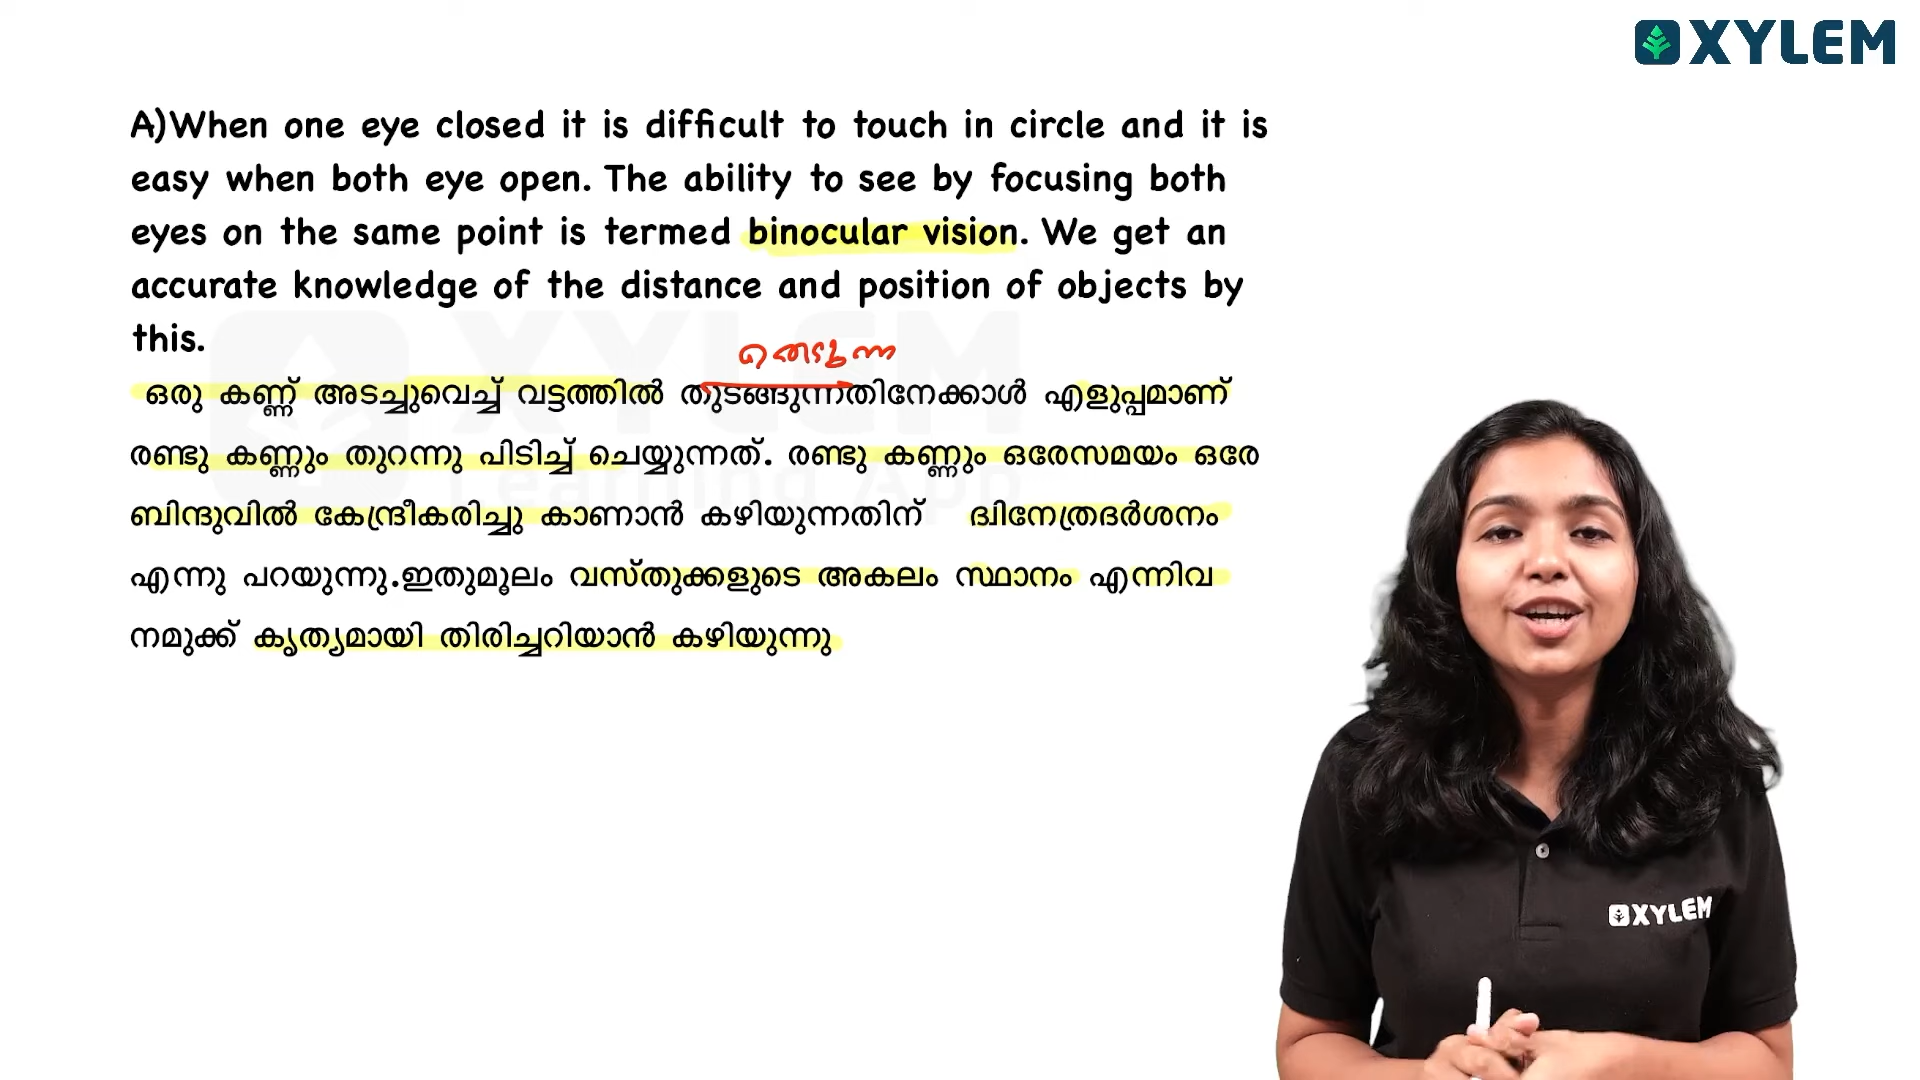 XYLEM
A)When one eye closed it is difficult to touch in circle and it is
easy when both eye open. The ability to see by focusing both
eyes on the same point is termed binocular vision. We get an
accurate knowledge of the distance and position of objects by
this.
തൊടുന്ന
ഒരു കണ്ണ് അടച്ചുവെച്ച് വട്ടത്തിൽ തുടങ്ങുന്നതിനേക്കാൾ എളുപ്പമാണ്
രണ്ടു കണ്ണും തുറന്നു പിടിച്ച് ചെയ്യുന്നത്. രണ്ടു കണ്ണും ഒരേസമയം ഒരേ
ബിന്ദുവിൽ കേന്ദ്രീകരിച്ചു കാണാൻ കഴിയുന്നതിന് ദ്വിനേത്രദർശനം
എന്നു പറയുന്നു.ഇതുമൂലം വസ്തുക്കളുടെ അകലം സ്ഥാനം എന്നിവ
നമുക്ക് കൃത്യമായി തിരിച്ചറിയാൻ കഴിയുന്നു
XYLEM
Learning App
XYLEM